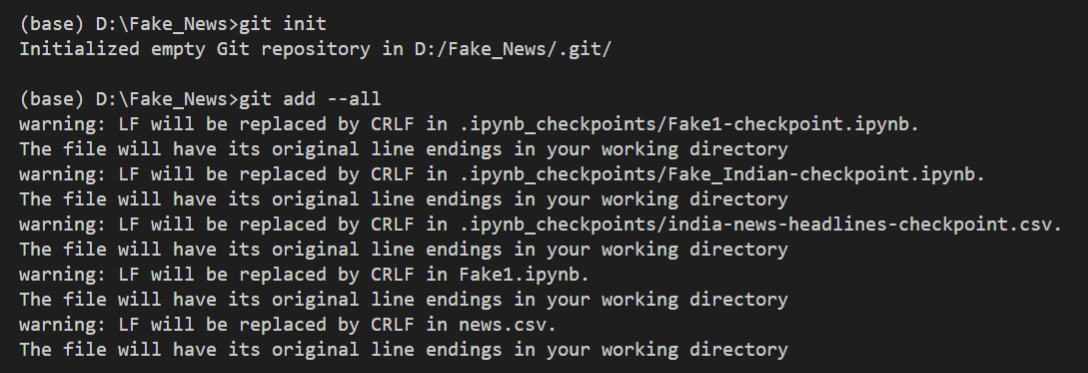 (base) D:\Fake_News>git init
Initialized empty Git repository in D:/Fake_News/.git/
(base) D:\Fake_News>git add --all
warning: LF will be replaced by CRLF in .ipynb_checkpoints/Fake1-checkpoint.ipynb.
The file will have its original line endings in your working directory
warning: LF will be replaced by CRLF in .ipynb_checkpoints/Fake_Indian-checkpoint.ipynb.
The file will have its original line endings in your working directory
warning: LF will be replaced by CRLF in .ipynb_checkpoints/india-news-headlines-checkpoint.csv.
The file will have its original line endings in your working directory
warning: LF will be replaced by CRLF in Fake1.ipynb.
The file will have its original line endings in your working directory
warning: LF will be replaced by CRLF in news.csv.
The file will have its original line endings in your working directory